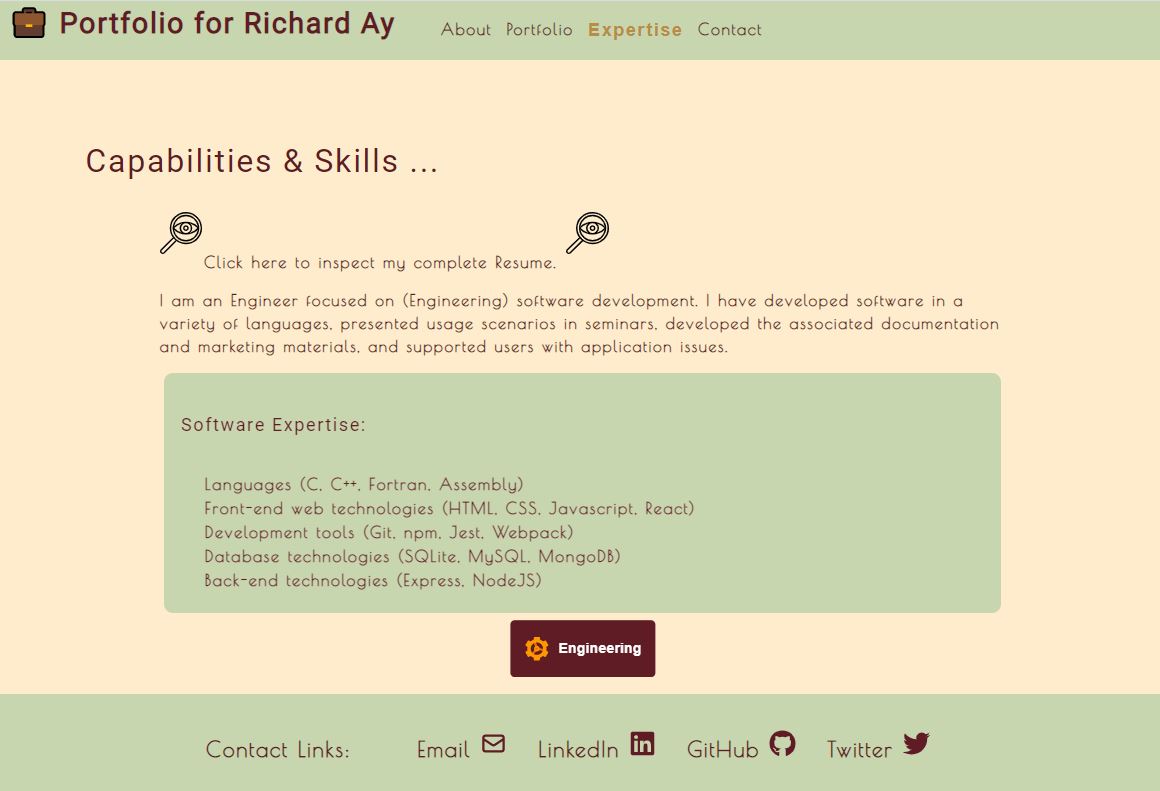 Portfolio for Richard Ay
About Portfolio Expertise Contact
Capabilities & Skills ...
Click here to inspect my complete Resume.
I am an Engineer focused on (Engineering) software development. I have developed software in a
variety of languages, presented usage scenarios in seminars, developed the associated documentation
and marketing materials, and supported users with application issues.
Software Expertise:
Languages (C, C++, Fortran, Assembly)
Front-end web technologies (HTML, CSS, Javascript, React)
Development tools (Git, npm, Jest, Webpack)
Database technologies (SQLite, MySQL, MongoDB)
Back-end technologies (Express, NodeJS)
Engineering
Contact Links: Email LinkedIn GitHub Twitter